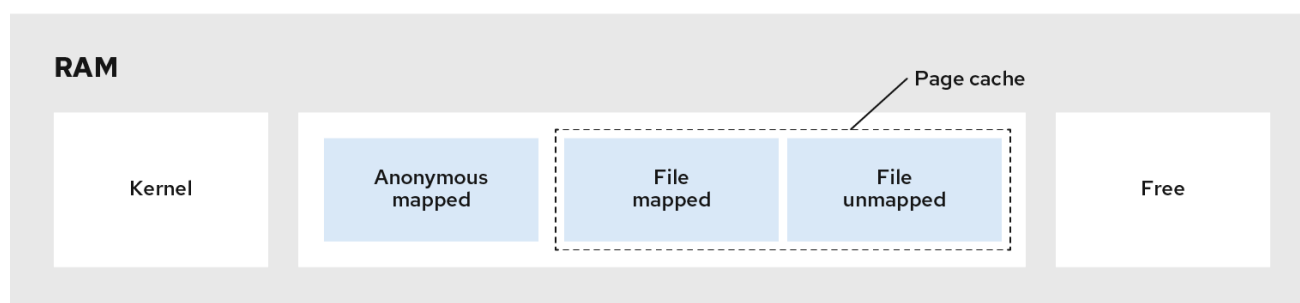 RAM
Page cache
Kernel
Anonymous
mapped
File
mapped
File
unmapped
Free